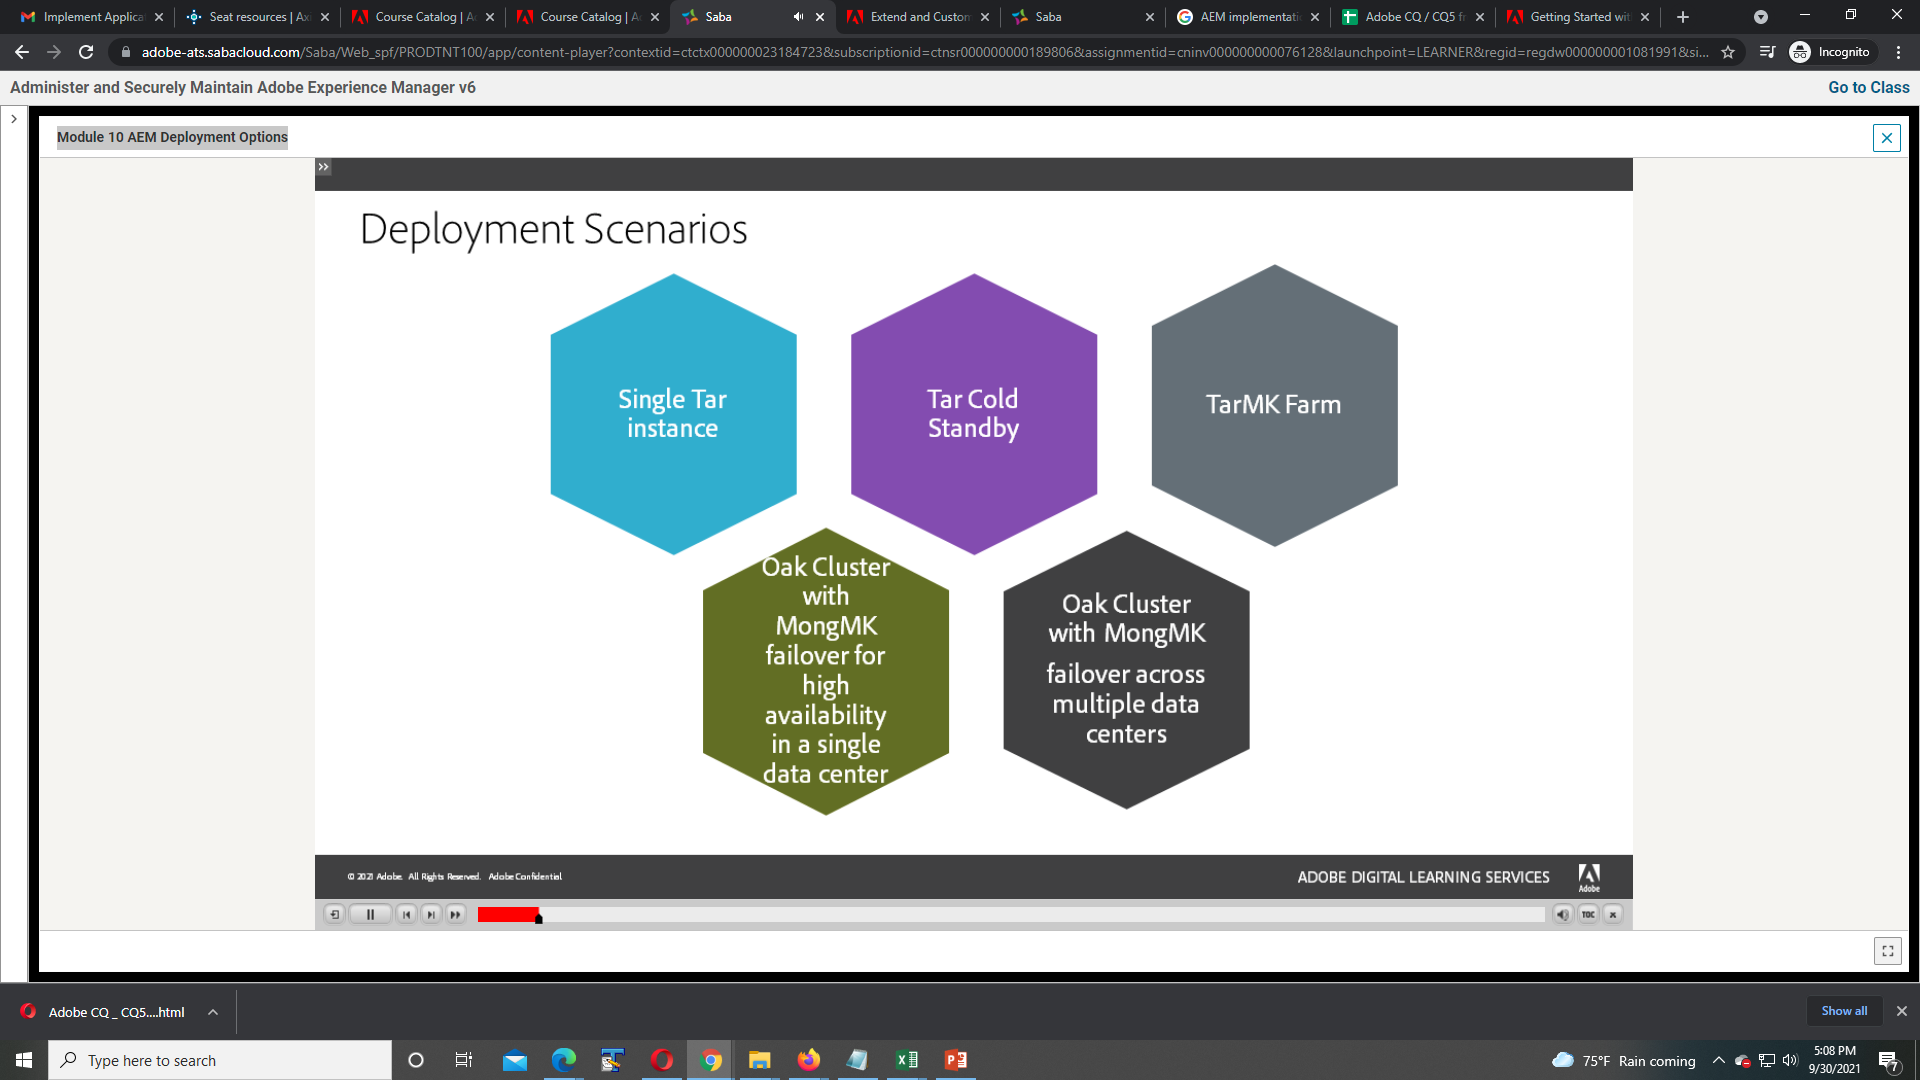 Implement Applica
Seat resources | Ax
Course Catalog | A
Course Catalog | A
Saba
Extend and Custom
Saba
AEM implementati
Adobe CQ / CQ5 fr
Getting Started wit
adobe-ats.sabacloud.com/Saba/Web_spf/PRODTNT100/app/content-player?contextid=ctctx000000023184723&subscriptionid=ctnsr000000000189806&assignmentid=cninv000000000076128&launchpoint=LEARNER&regid=regdw000000001081991&si...
Incognito
Administer and Securely Maintain Adobe Experience Manager v6
Go to Class
Module 10 AEM Deployment Options
Deployment Scenarios
Single Tar
instance
Tar Cold
Standby
TarMK Farm
Oak Cluster
with
MongMK
failover for
high
availability
in a single
data center
Oak Cluster
with MongMK
failover across
multiple data
centers
© 2021 Adobe. All Rights Reserved. Adobe Confidential
ADOBE DIGITAL LEARNING SERVICES
Adobe
TOC
Adobe CQ _ CQ5....html
Show all
Type here to search
75°F Rain coming
5:08 PM
9/30/2021
7